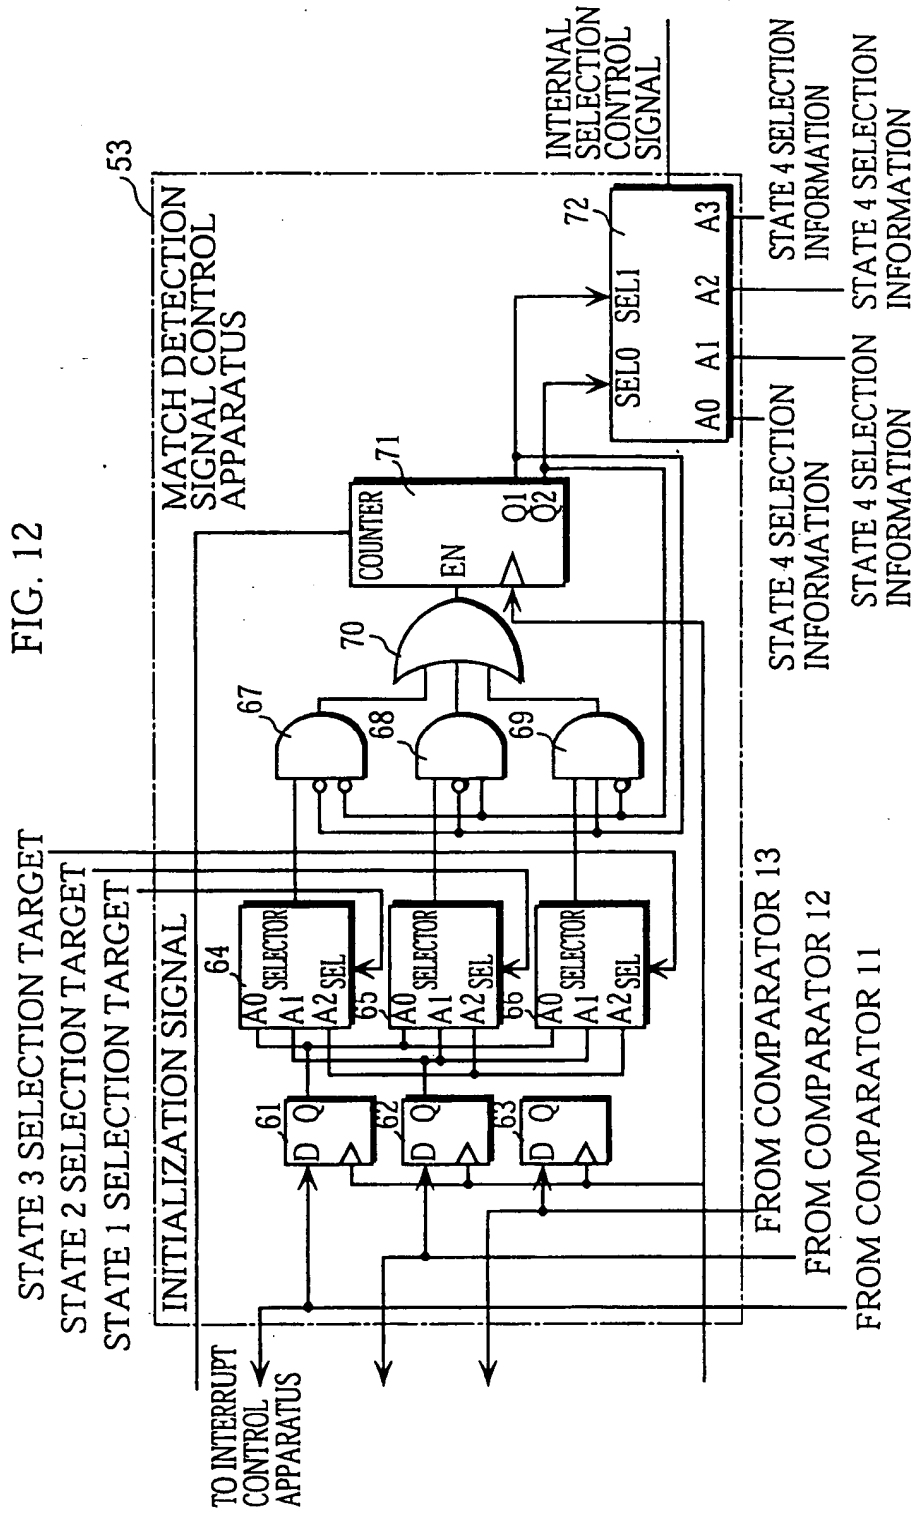 FIG. 12
53
STATE 3 SELECTION TARGET
STATE 2 SELECTION TARGET
STATE 1 SELECTION TARGET
INITIALIZATION SIGNAL
MATCH DETECTION
SIGNAL CONTROL
APPARATUS
TO INTERRUPT
CONTROL
APPARATUS
61
D Q
62
D Q
63
D Q
64
SELECTOR
A0
A1
A2
SEL
65
SELECTOR
A0
A1
A2
SEL
66
SELECTOR
A0
A1
A2
SEL
67
68
69
70
71
COUNTER
EN
Q1
Q2
72
SEL0 SEL1
A0 A1 A2 A3
INTERNAL
SELECTION
CONTROL
SIGNAL
FROM COMPARATOR 13
FROM COMPARATOR 12
FROM COMPARATOR 11
STATE 4 SELECTION
INFORMATION
STATE 4 SELECTION
INFORMATION
STATE 4 SELECTION
INFORMATION
STATE 4 SELECTION
INFORMATION